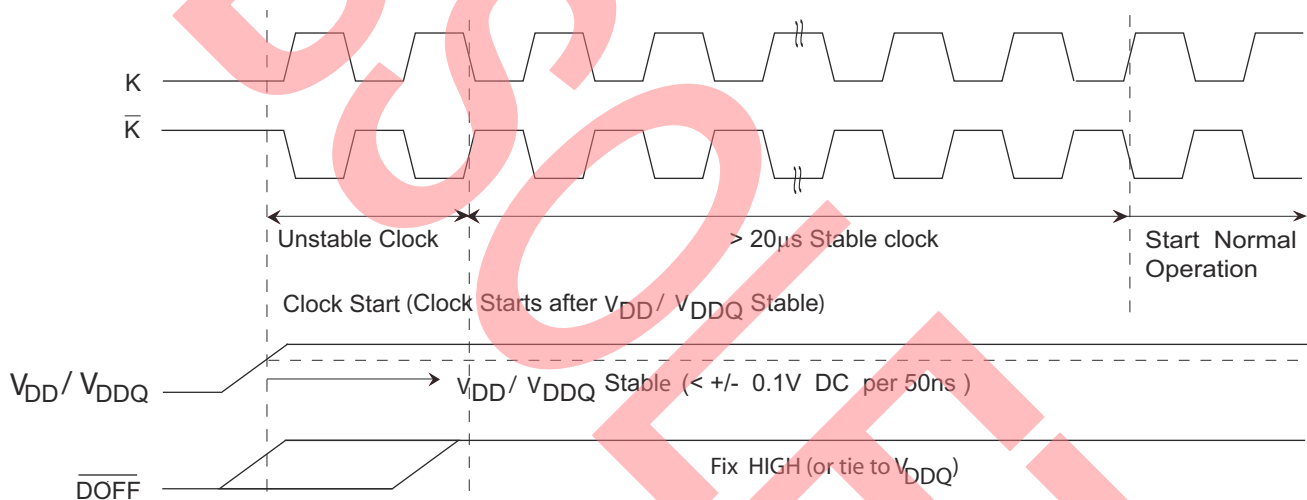 K
K̅
Unstable Clock
> 20μs Stable clock
Start Normal
Operation
Clock Start (Clock Starts after VDD / VDDQ Stable)
VDD / VDDQ
VDD / VDDQ Stable (< +/- 0.1V DC per 50ns )
D̅O̅F̅F̅
Fix HIGH (or tie to VDDQ)